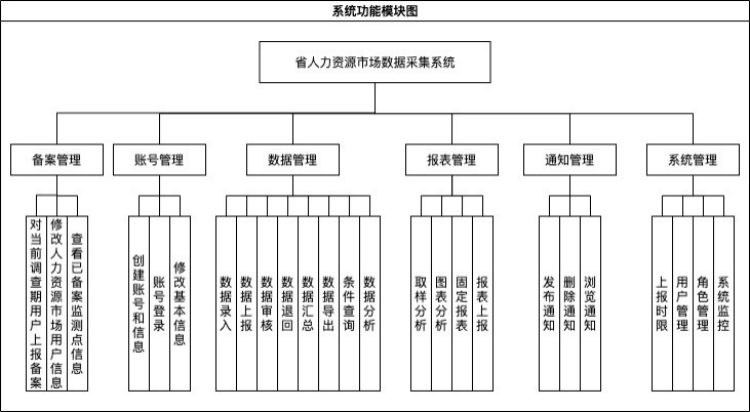 系统功能模块图
省人力资源市场数据采集系统
备案管理
账号管理
数据管理
报表管理
通知管理
系统管理
对当前调查期用户上报备案
修改人力资源市场用户信息
查看已备案监测点信息
创建账号和信息
账号登录
修改基本信息
数据录入
数据上报
数据审核
数据退回
数据汇总
数据导出
条件查询
数据分析
取样分析
图表分析
固定报表
报表上报
发布通知
删除通知
浏览通知
上报时限
用户管理
角色管理
系统监控